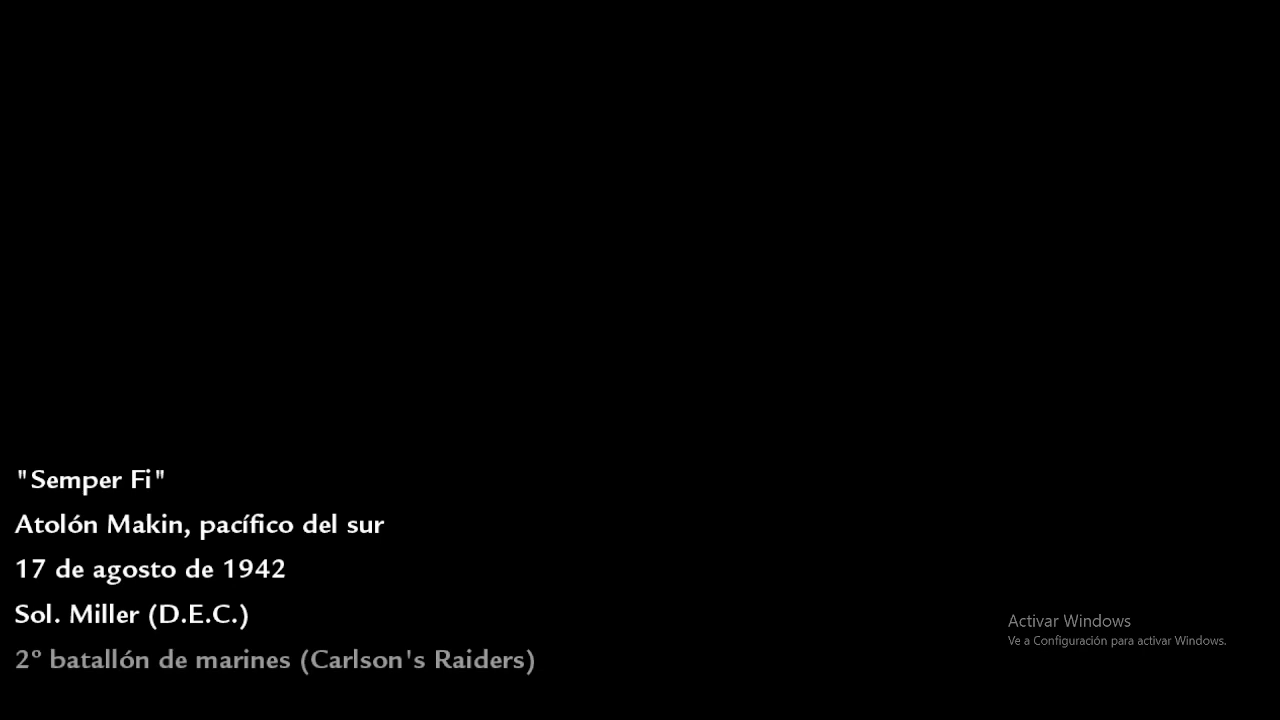 "Semper Fi"
Atolón Makin, pacífico del sur
17 de agosto de 1942
Sol. Miller (D.E.C.)
2º batallón de marines (Carlson's Raiders)
Activar Windows
Ve a Configuración para activar Windows.